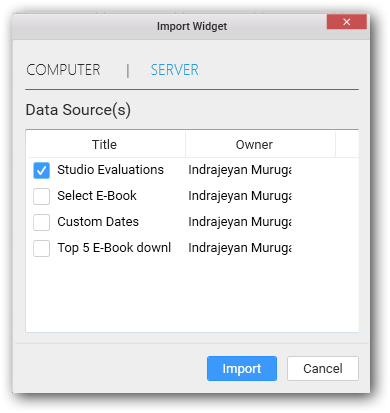 Import Widget
COMPUTER | SERVER
Data Source(s)
Title Owner
Studio Evaluations Indrajeyan Muruga
Select E-Book Indrajeyan Muruga
Custom Dates Indrajeyan Muruga
Top 5 E-Book downl Indrajeyan Muruga
Import Cancel